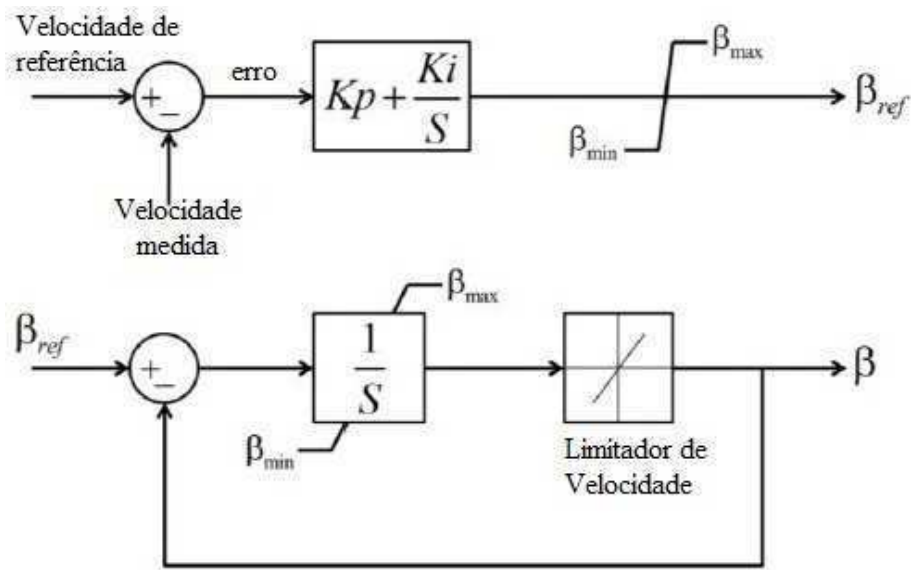 Velocidade de
referência
erro
+
−
Kp + Ki/S
βmax
βmin
βref
Velocidade
medida
βref
+
−
1/S
βmax
βmin
β
Limitador de
Velocidade